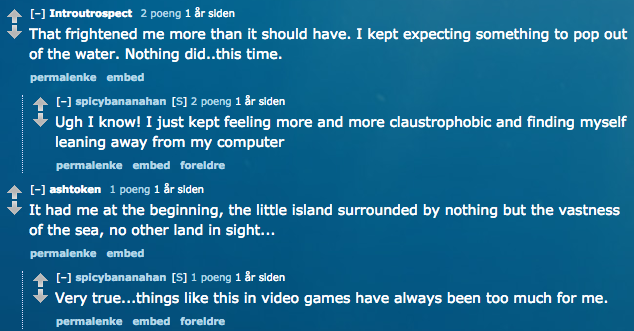 [–] Introutrospect 2 poeng 1 år siden
That frightened me more than it should have. I kept expecting something to pop out
of the water. Nothing did..this time.
permalenke embed
[–] spicybananahan [S] 2 poeng 1 år siden
Ugh I know! I just kept feeling more and more claustrophobic and finding myself
leaning away from my computer
permalenke embed foreldre
[–] ashtoken 1 poeng 1 år siden
It had me at the beginning, the little island surrounded by nothing but the vastness
of the sea, no other land in sight...
permalenke embed
[–] spicybananahan [S] 1 poeng 1 år siden
Very true...things like this in video games have always been too much for me.
permalenke embed foreldre